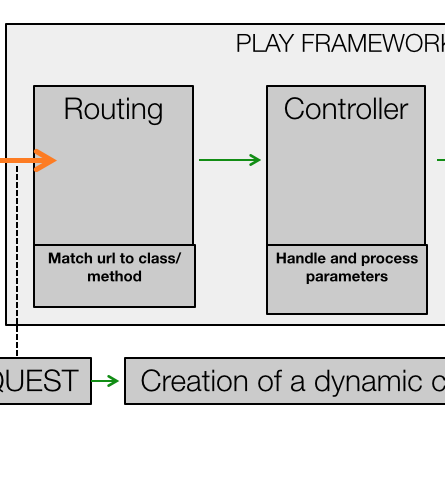 PLAY FRAMEWORK
Routing
Controller
Match url to class/
method
Handle and process
parameters
QUEST
Creation of a dynamic c